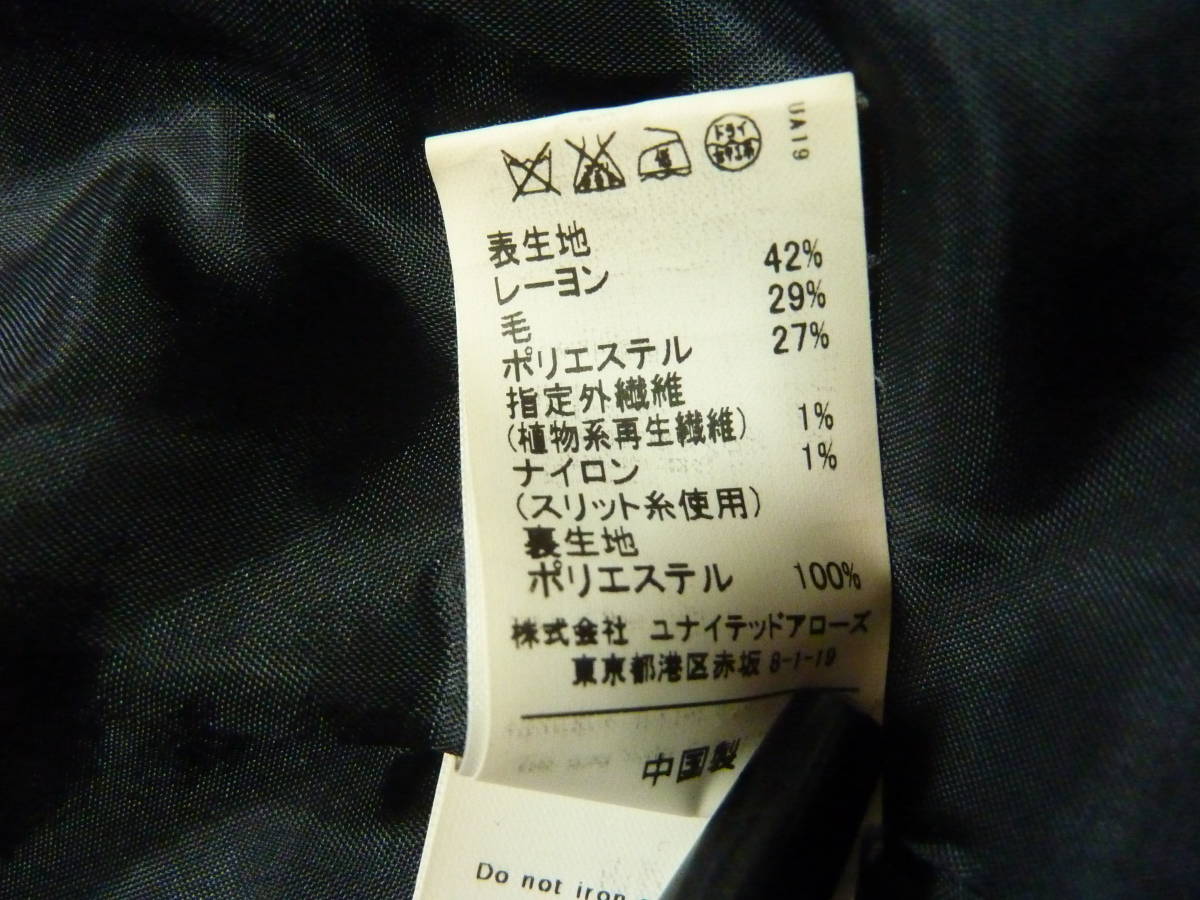 UA19
ドライ
表生地
レーヨン 42%
毛 29%
ポリエステル 27%
指定外繊維
(植物系再生繊維) 1%
ナイロン 1%
(スリット糸使用)
裏生地
ポリエステル 100%
株式会社 ユナイテッドアローズ
東京都港区赤坂 8-1-19
中国製
Do not iron